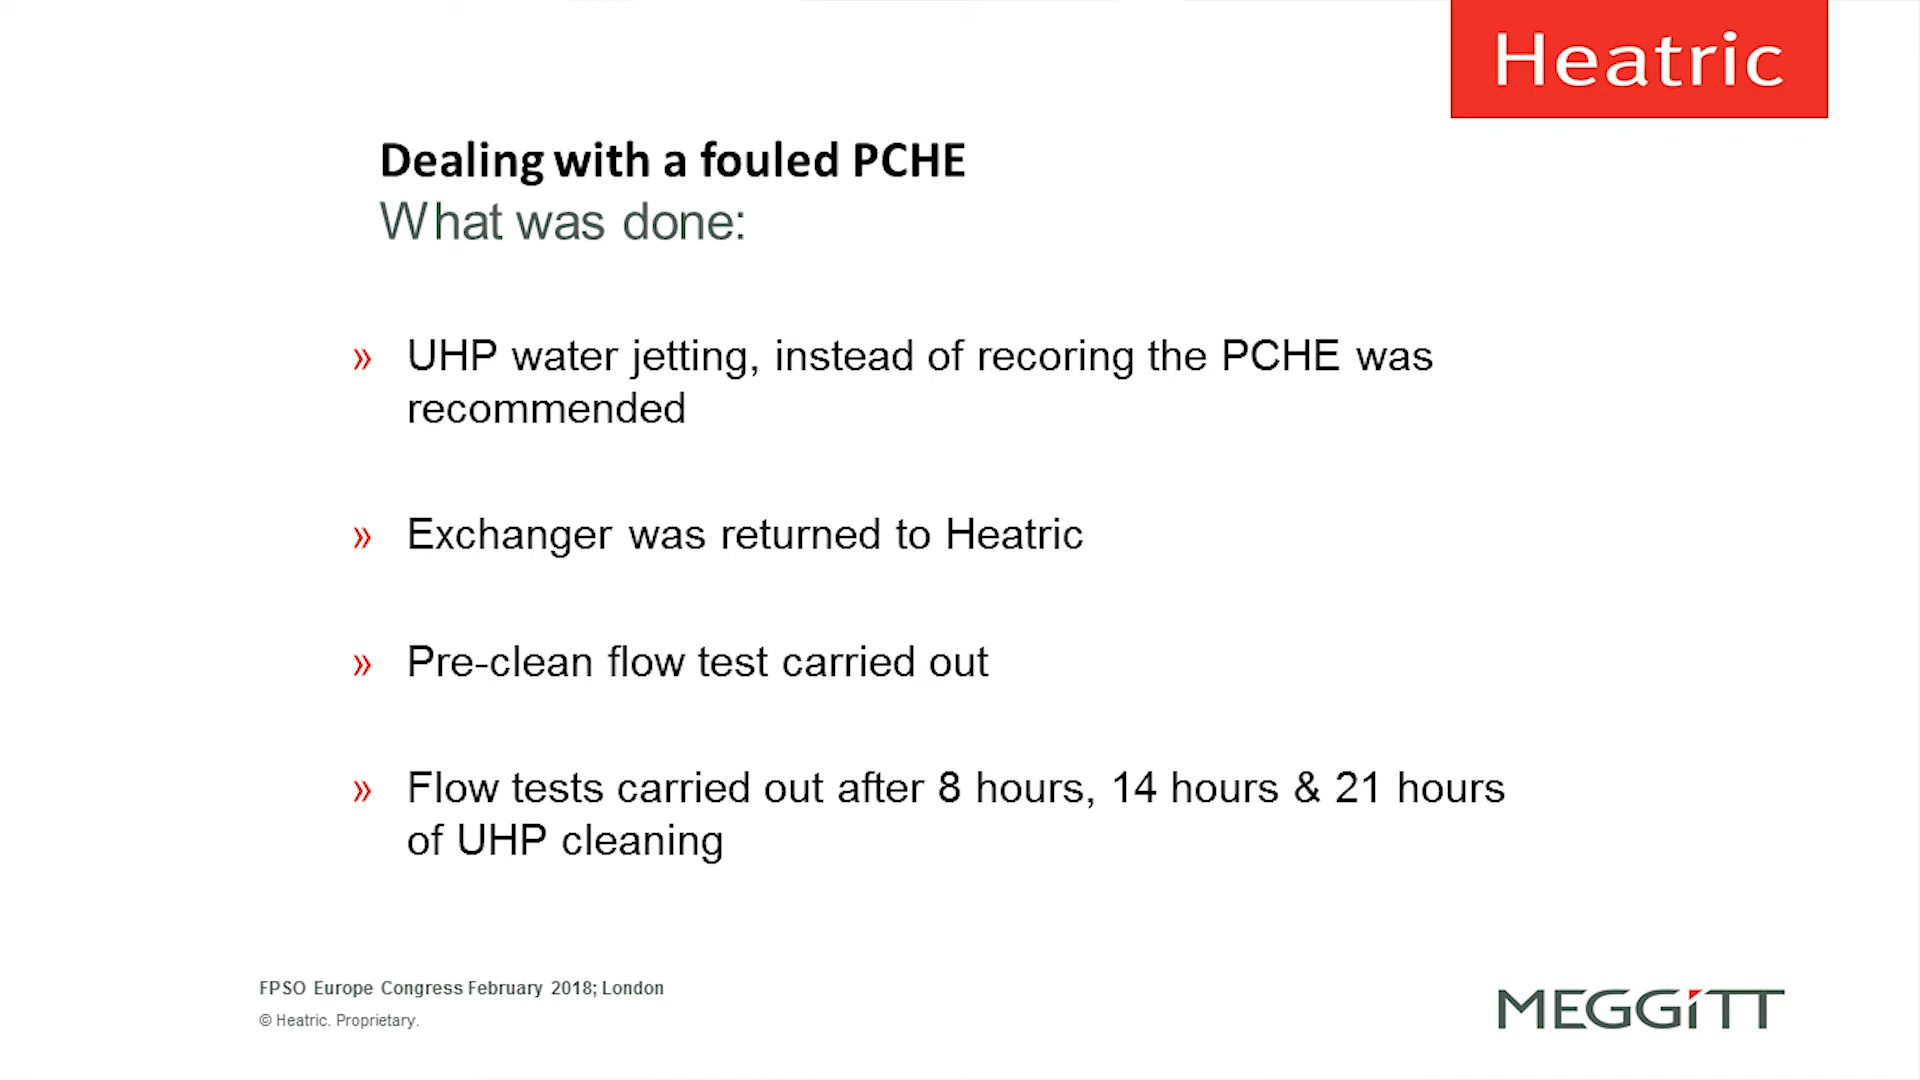 Heatric
Dealing with a fouled PCHE
What was done:
» UHP water jetting, instead of recoring the PCHE was
recommended
» Exchanger was returned to Heatric
» Pre-clean flow test carried out
» Flow tests carried out after 8 hours, 14 hours & 21 hours
of UHP cleaning
FPSO Europe Congress February 2018; London
© Heatric. Proprietary.
MEGGiTT